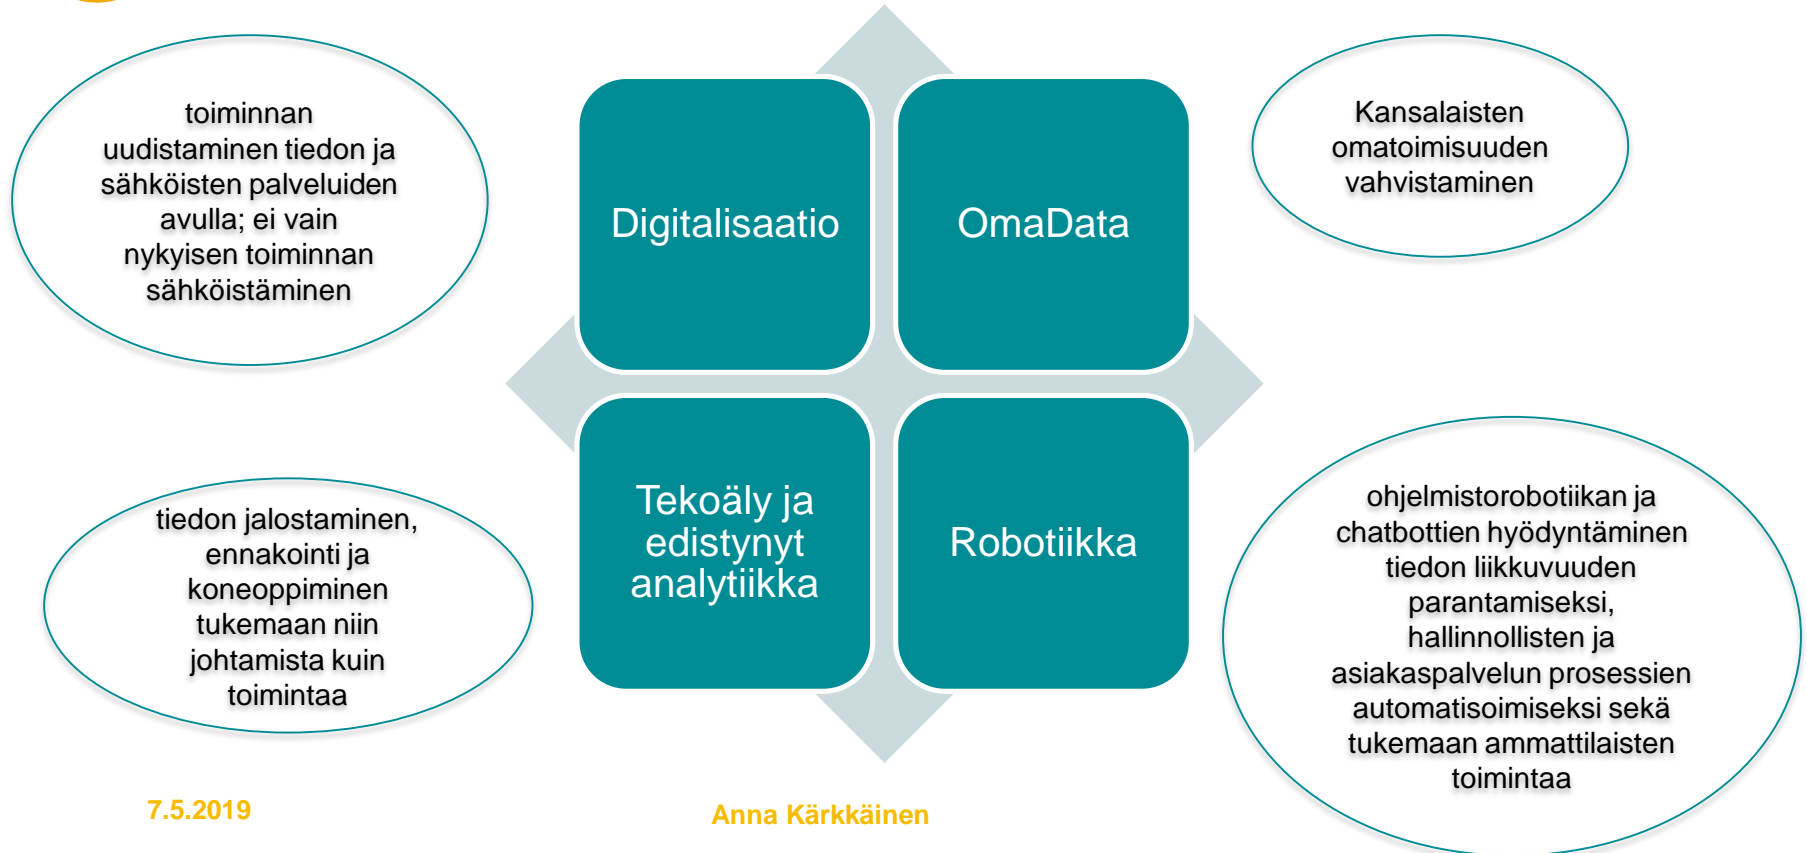 toiminnan
uudistaminen tiedon ja
sähköisten palveluiden
avulla; ei vain
nykyisen toiminnan
sähköistäminen
Digitalisaatio
OmaData
Kansalaisten
omatoimisuuden
vahvistaminen
tiedon jalostaminen,
ennakointi ja
koneoppiminen
tukemaan niin
johtamista kuin
toimintaa
Tekoäly ja
edistynyt
analytiikka
Robotiikka
ohjelmistorobotiikan ja
chatbottien hyödyntäminen
tiedon liikkuvuuden
parantamiseksi,
hallinnollisten ja
asiakaspalvelun prosessien
automatisoimiseksi sekä
tukemaan ammattilaisten
toimintaa
7.5.2019
Anna Kärkkäinen